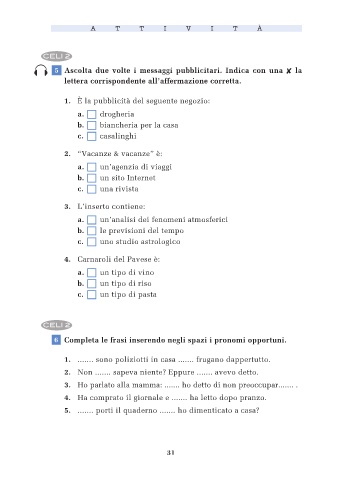 A T T I V I T À
CELI 2
5 Ascolta due volte i messaggi pubblicitari. Indica con una ✘ la
lettera corrispondente all'affermazione corretta.
1. È la pubblicità del seguente negozio:
a. drogheria
b. biancheria per la casa
c. casalinghi
2. "Vacanze & vacanze" è:
a. un'agenzia di viaggi
b. un sito Internet
c. una rivista
3. L'inserto contiene:
a. un'analisi dei fenomeni atmosferici
b. le previsioni del tempo
c. uno studio astrologico
4. Carnaroli del Pavese è:
a. un tipo di vino
b. un tipo di riso
c. un tipo di pasta
CELI 2
6 Completa le frasi inserendo negli spazi i pronomi opportuni.
1. ....... sono poliziotti in casa ....... frugano dappertutto.
2. Non ....... sapeva niente? Eppure ....... avevo detto.
3. Ho parlato alla mamma: ....... ho detto di non preoccupar....... .
4. Ha comprato il giornale e ....... ha letto dopo pranzo.
5. ....... porti il quaderno ....... ho dimenticato a casa?
31